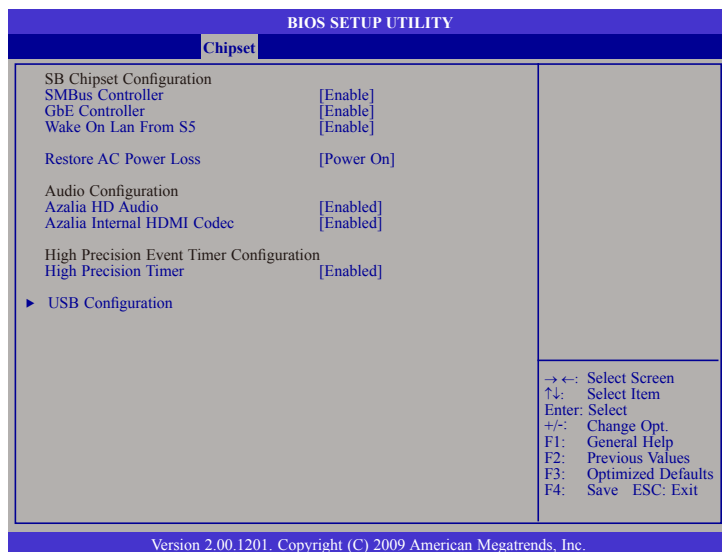 BIOS SETUP UTILITY
Chipset
SB Chipset Configuration
SMBus Controller [Enable]
GbE Controller [Enable]
Wake On Lan From S5 [Enable]
Restore AC Power Loss [Power On]
Audio Configuration
Azalia HD Audio [Enabled]
Azalia Internal HDMI Codec [Enabled]
High Precision Event Timer Configuration
High Precision Timer [Enabled]
► USB Configuration
→ ←: Select Screen
↑↓: Select Item
Enter: Select
+/-: Change Opt.
F1: General Help
F2: Previous Values
F3: Optimized Defaults
F4: Save ESC: Exit
Version 2.00.1201. Copyright (C) 2009 American Megatrends, Inc.